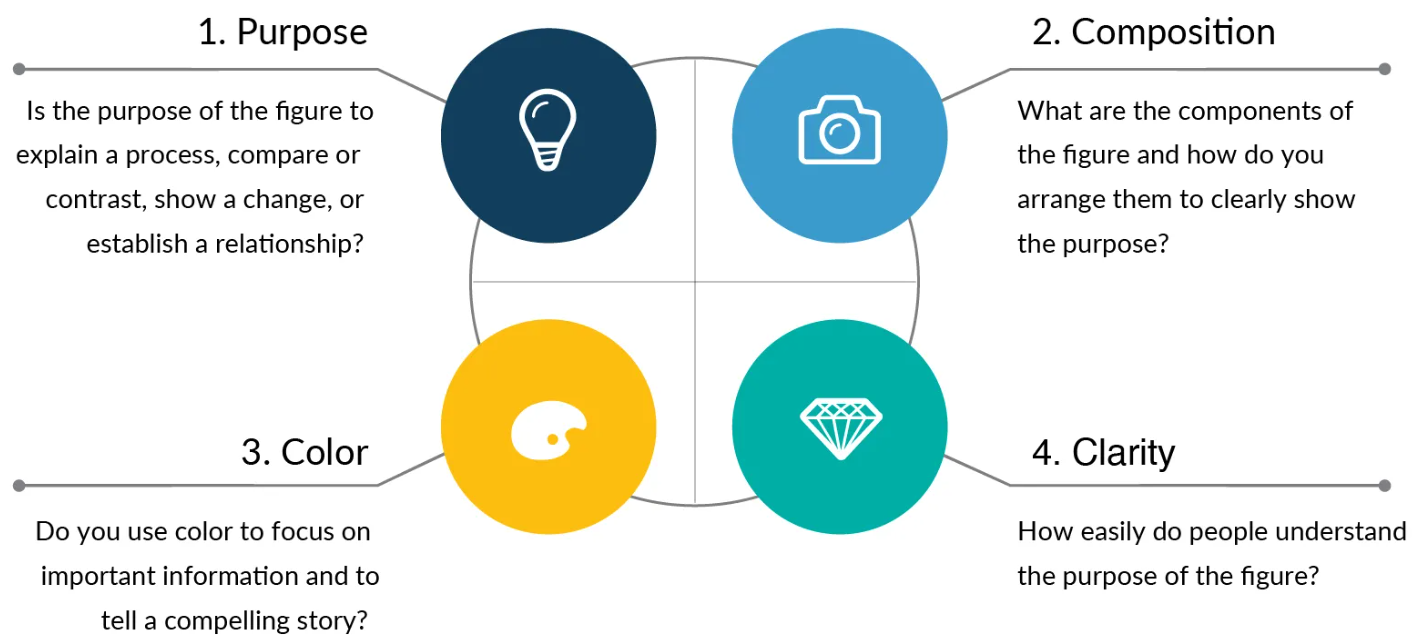 1. Purpose
Is the purpose of the figure to
explain a process, compare or
contrast, show a change, or
establish a relationship?
2. Composition
What are the components of
the figure and how do you
arrange them to clearly show
the purpose?
3. Color
Do you use color to focus on
important information and to
tell a compelling story?
4. Clarity
How easily do people understand
the purpose of the figure?